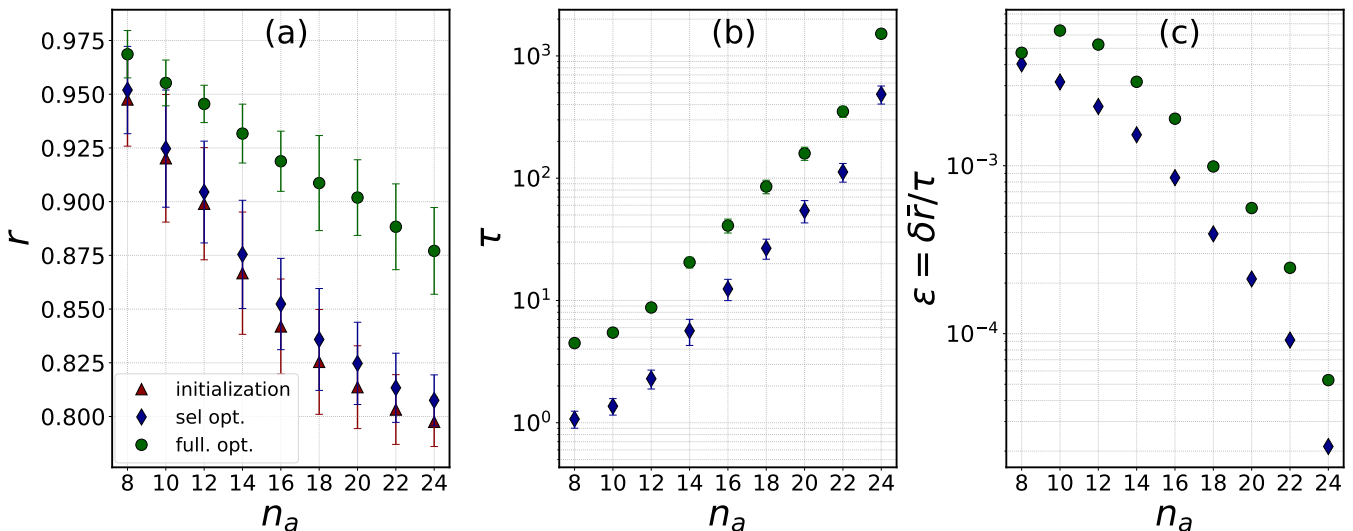 (a)
0.975
0.950
0.925
0.900
0.875
0.850
0.825
0.800
r
initialization
sel opt.
full. opt.
8 10 12 14 16 18 20 22 24
n_a
(b)
10^3
10^2
10^1
10^0
τ
8 10 12 14 16 18 20 22 24
n_a
(c)
10^{-3}
10^{-4}
ε = δr̄/τ
8 10 12 14 16 18 20 22 24
n_a